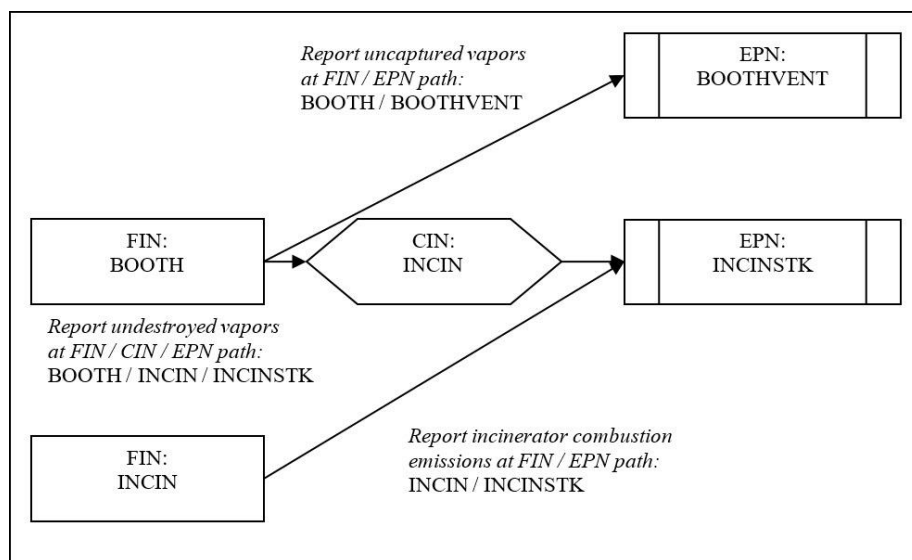 Report uncaptured vapors
at FIN / EPN path:
BOOTH / BOOTHVENT
EPN:
BOOTHVENT
FIN:
BOOTH
CIN:
INCIN
EPN:
INCINSTK
Report undestroyed vapors
at FIN / CIN / EPN path:
BOOTH / INCIN / INCINSTK
FIN:
INCIN
Report incinerator combustion
emissions at FIN / EPN path:
INCIN / INCINSTK